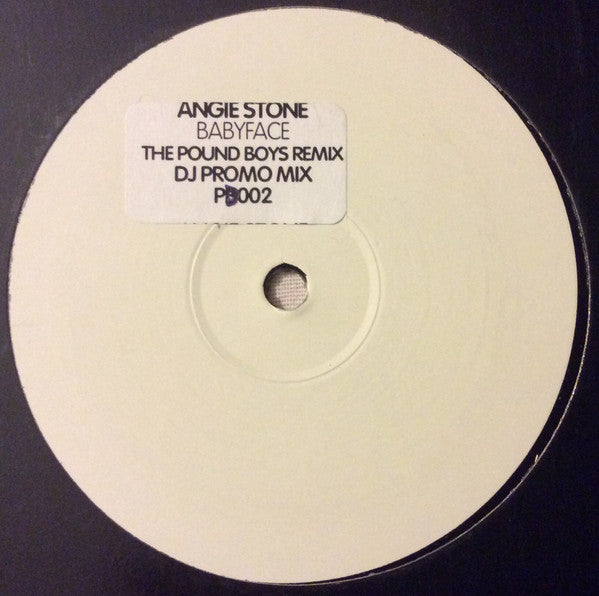 ANGIE STONE
BABYFACE
THE POUND BOYS REMIX
DJ PROMO MIX
PB002